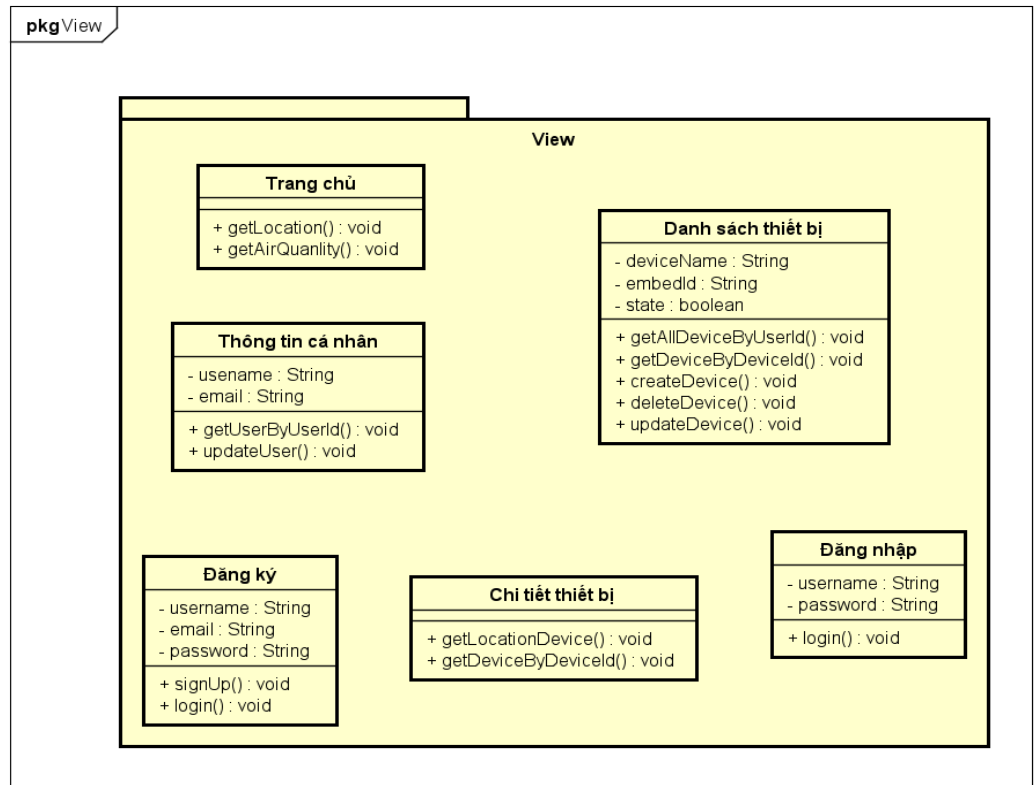 pkg View
View
Trang chủ
+ getLocation() : void
+ getAirQuanlity() : void
Danh sách thiết bị
- deviceName : String
- embedId : String
- state : boolean
+ getAllDeviceByUserId() : void
+ getDeviceByDeviceId() : void
+ createDevice() : void
+ deleteDevice() : void
+ updateDevice() : void
Thông tin cá nhân
- usename : String
- email : String
+ getUserByUserId() : void
+ updateUser() : void
Đăng ký
- username : String
- email : String
- password : String
+ signUp() : void
+ login() : void
Chi tiết thiết bị
+ getLocationDevice() : void
+ getDeviceByDeviceId() : void
Đăng nhập
- username : String
- password : String
+ login() : void